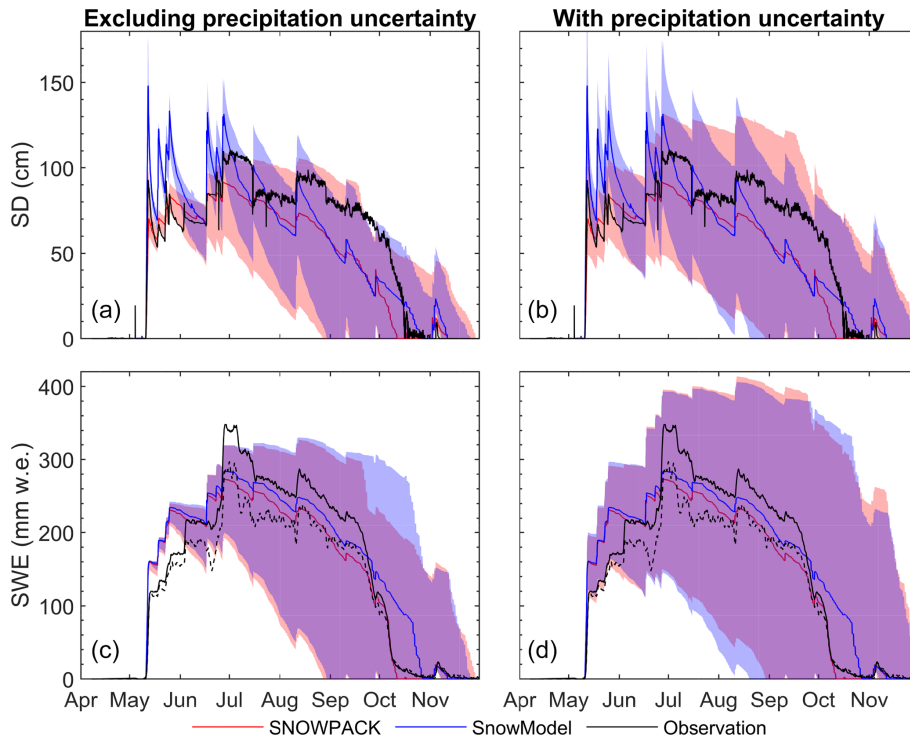 Excluding precipitation uncertainty
With precipitation uncertainty
SD (cm)
150
100
50
0
(a)
(b)
SWE (mm w.e.)
400
300
200
100
0
(c)
(d)
Apr May Jun Jul Aug Sep Oct Nov
Apr May Jun Jul Aug Sep Oct Nov
SNOWPACK SnowModel Observation